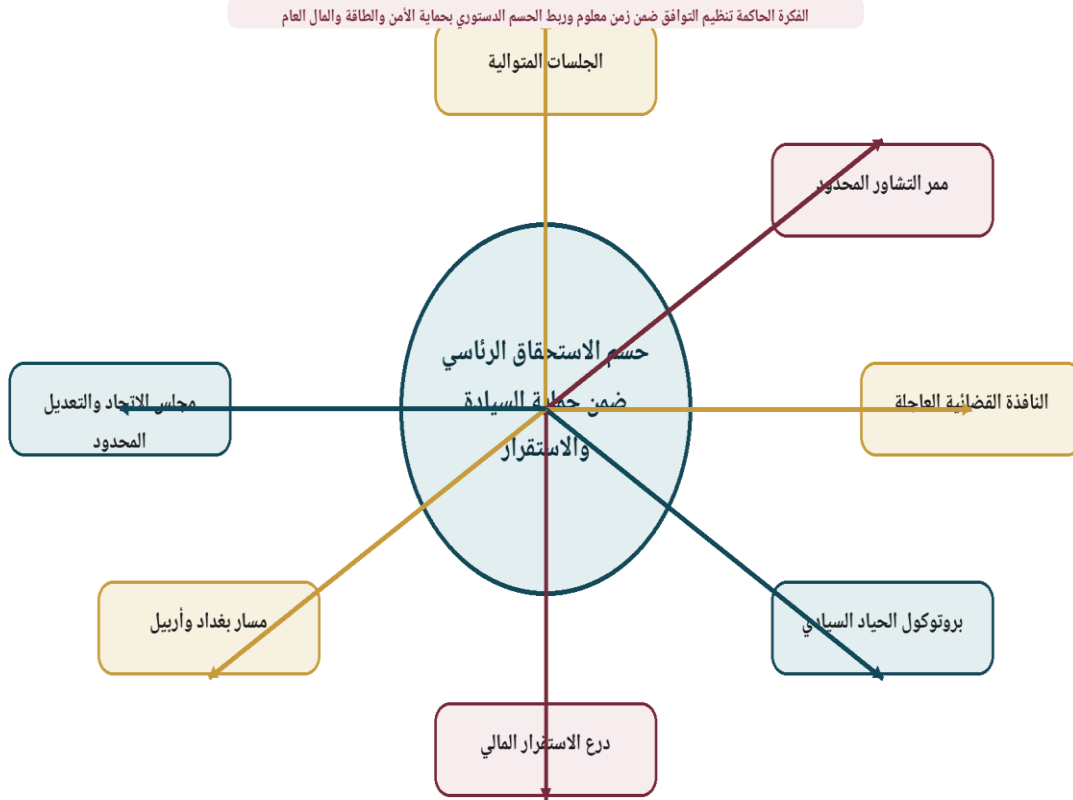 الفكرة الحاكمة تنظيم التوافق ضمن زمن معلوم وربط الحسم الدستوري بحماية الأمن والطاقة والمال العام
الجلسات المتوالية
ممر التشاور المحدود
حسم الاستحقاق الرئاسي
ضمن حماية السيادة
والاستقرار
النافذة القضائية العاجلة
مجلس الاتحاد والتعديل
المحدود
بروتوكول الحياد السيادي
مسار بغداد وأربيل
درع الاستقرار المالي